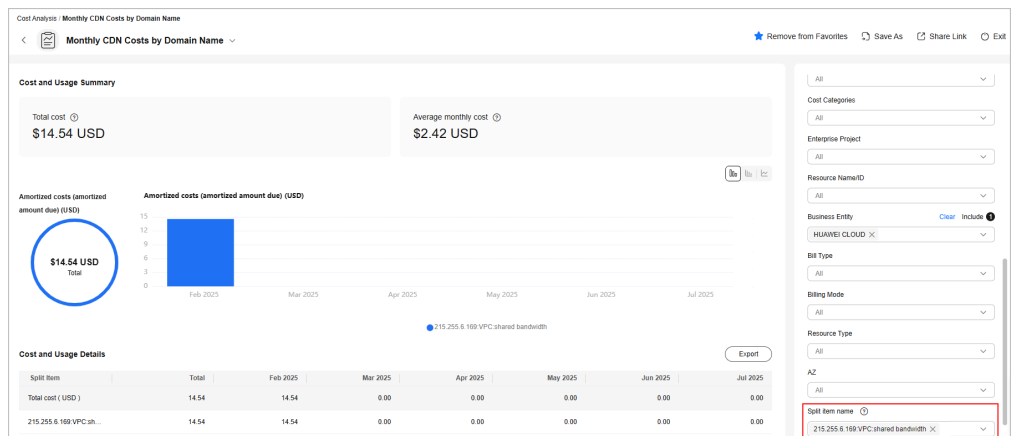 Cost Analysis / Monthly CDN Costs by Domain Name
Monthly CDN Costs by Domain Name
Remove from Favorites Save As Share Link Exit
Cost and Usage Summary
Total cost
$14.54 USD
Average monthly cost
$2.42 USD
Amortized costs (amortized
amount due) (USD)
$14.54 USD
Total
Amortized costs (amortized amount due) (USD)
15
12
9
6
3
0
Feb 2025 Mar 2025 Apr 2025 May 2025 Jun 2025 Jul 2025
215.255.6.169:VPC:shared bandwidth
Cost and Usage Details
Export
Split Item Total Feb 2025 Mar 2025 Apr 2025 May 2025 Jun 2025 Jul 2025
Total cost ( USD ) 14.54 14.54 0.00 0.00 0.00 0.00 0.00
215.255.6.169:VPC:sh... 14.54 14.54 0.00 0.00 0.00 0.00 0.00
All
Cost Categories
All
Enterprise Project
All
Resource Name/ID
All
Business Entity Clear Include 1
HUAWEI CLOUD
Bill Type
All
Billing Mode
All
Resource Type
All
AZ
All
Split item name
215.255.6.169:VPC:shared bandwidth